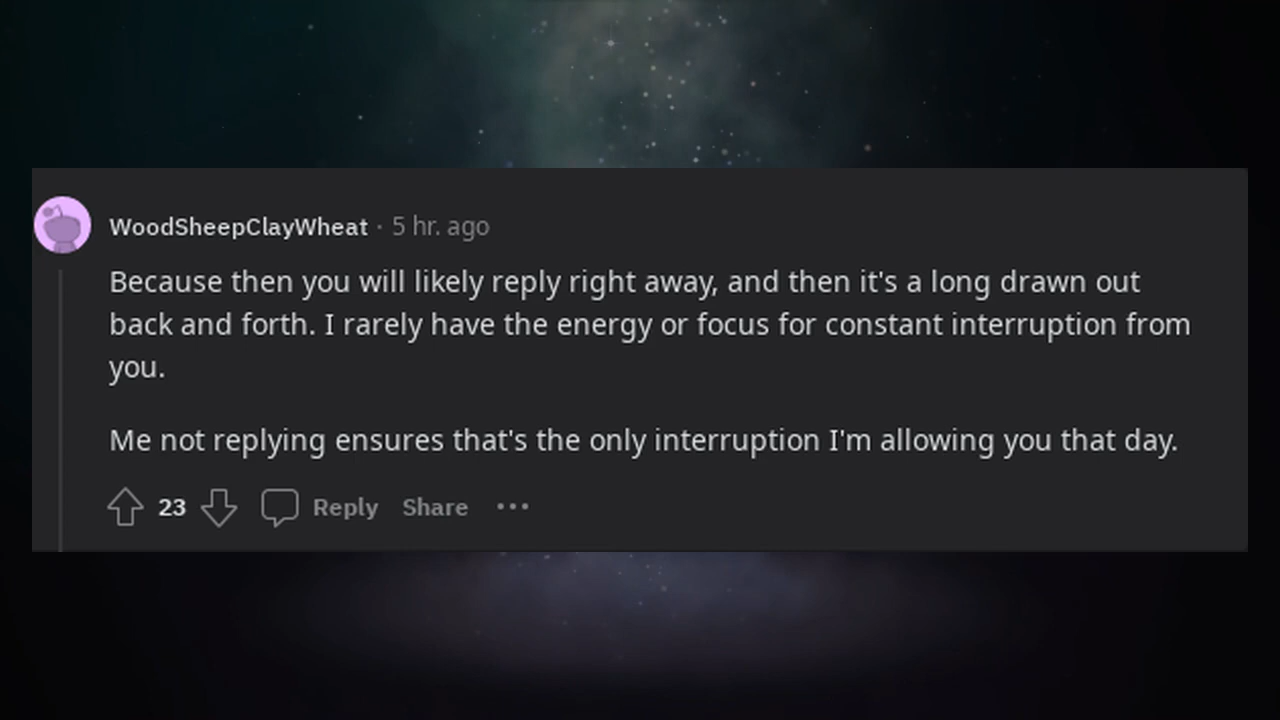 WoodSheepClayWheat · 5 hr. ago
Because then you will likely reply right away, and then it's a long drawn out
back and forth. I rarely have the energy or focus for constant interruption from
you.
Me not replying ensures that's the only interruption I'm allowing you that day.
23 Reply Share